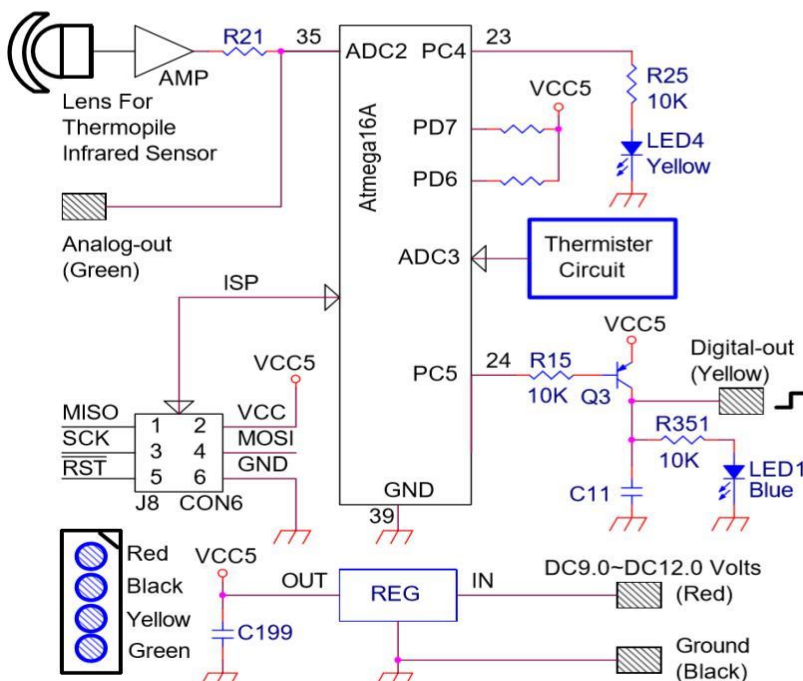 R21
35
ADC2
PC4
23
AMP
Lens For
Thermopile
Infrared Sensor
R25
10K
VCC5
LED4
Yellow
PD7
PD6
Atmega16A
Analog-out
(Green)
ADC3
Thermister
Circuit
ISP
VCC5
PC5
24
R15
10K
Q3
Digital-out
(Yellow)
VCC5
MISO
1
2
VCC
SCK
3
4
MOSI
RST
5
6
GND
J8
CON6
R351
10K
LED1
Blue
C11
GND
39
Red
Black
Yellow
Green
VCC5
OUT
REG
IN
C199
DC9.0~DC12.0 Volts
(Red)
Ground
(Black)